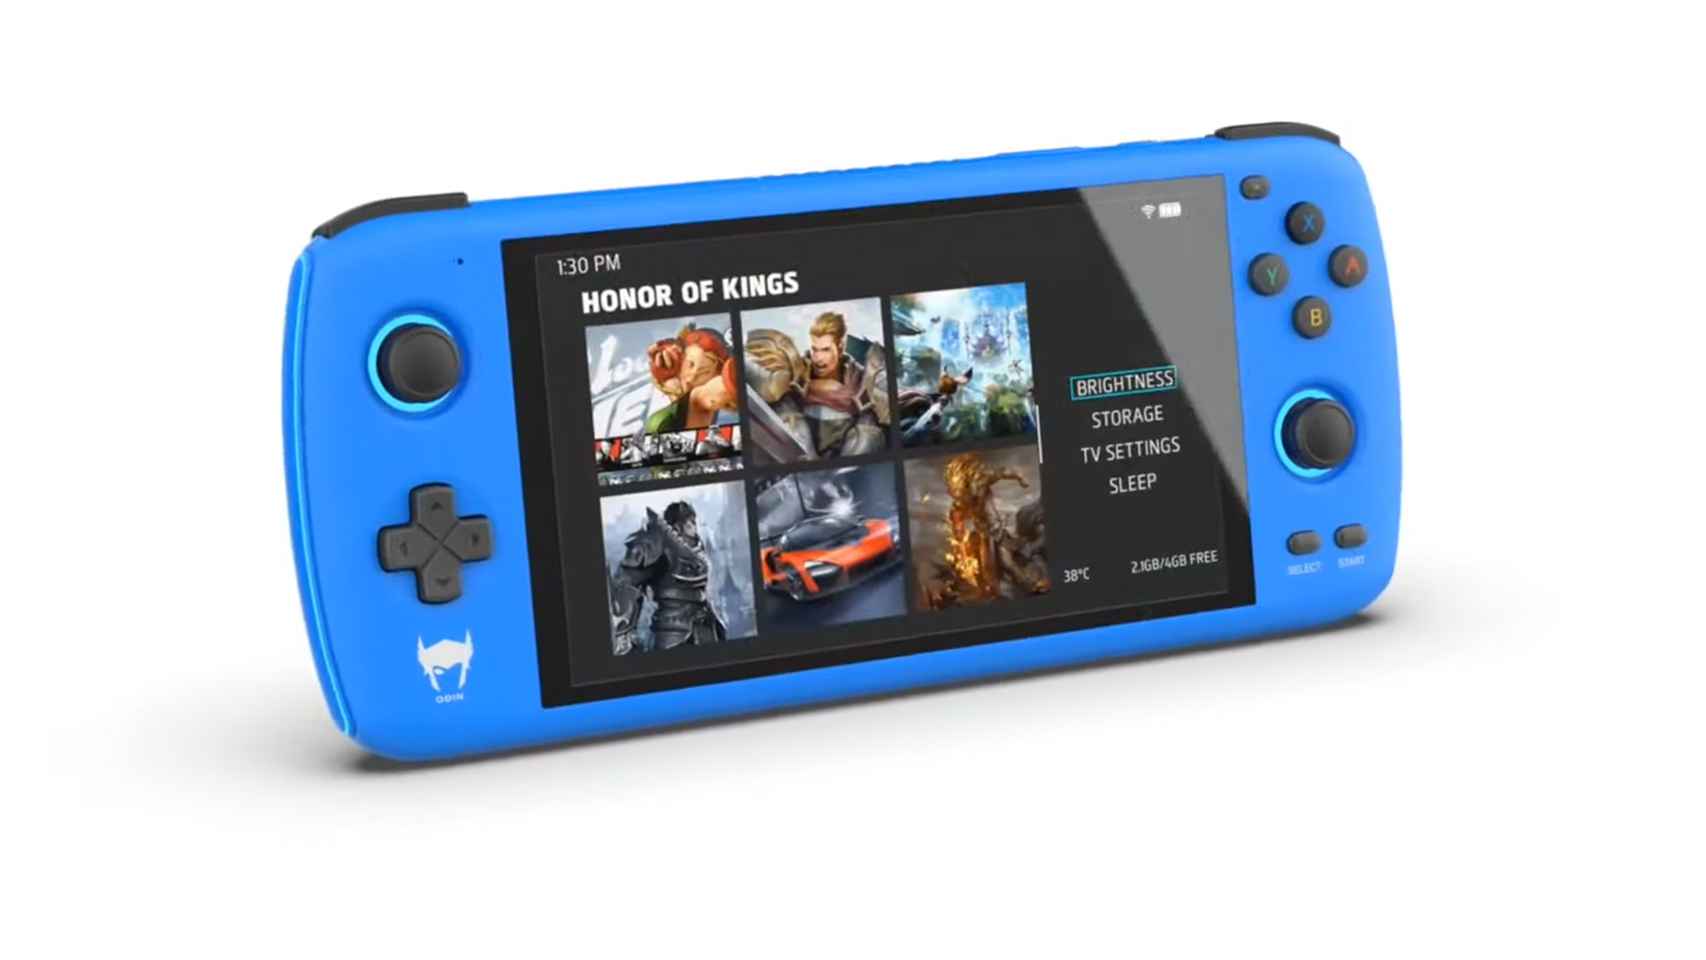 1:30 PM
HONOR OF KINGS
BRIGHTNESS
STORAGE
TV SETTINGS
SLEEP
38°C
2.1GB/4GB FREE
X
Y
A
B
SELECT
START
ODIN